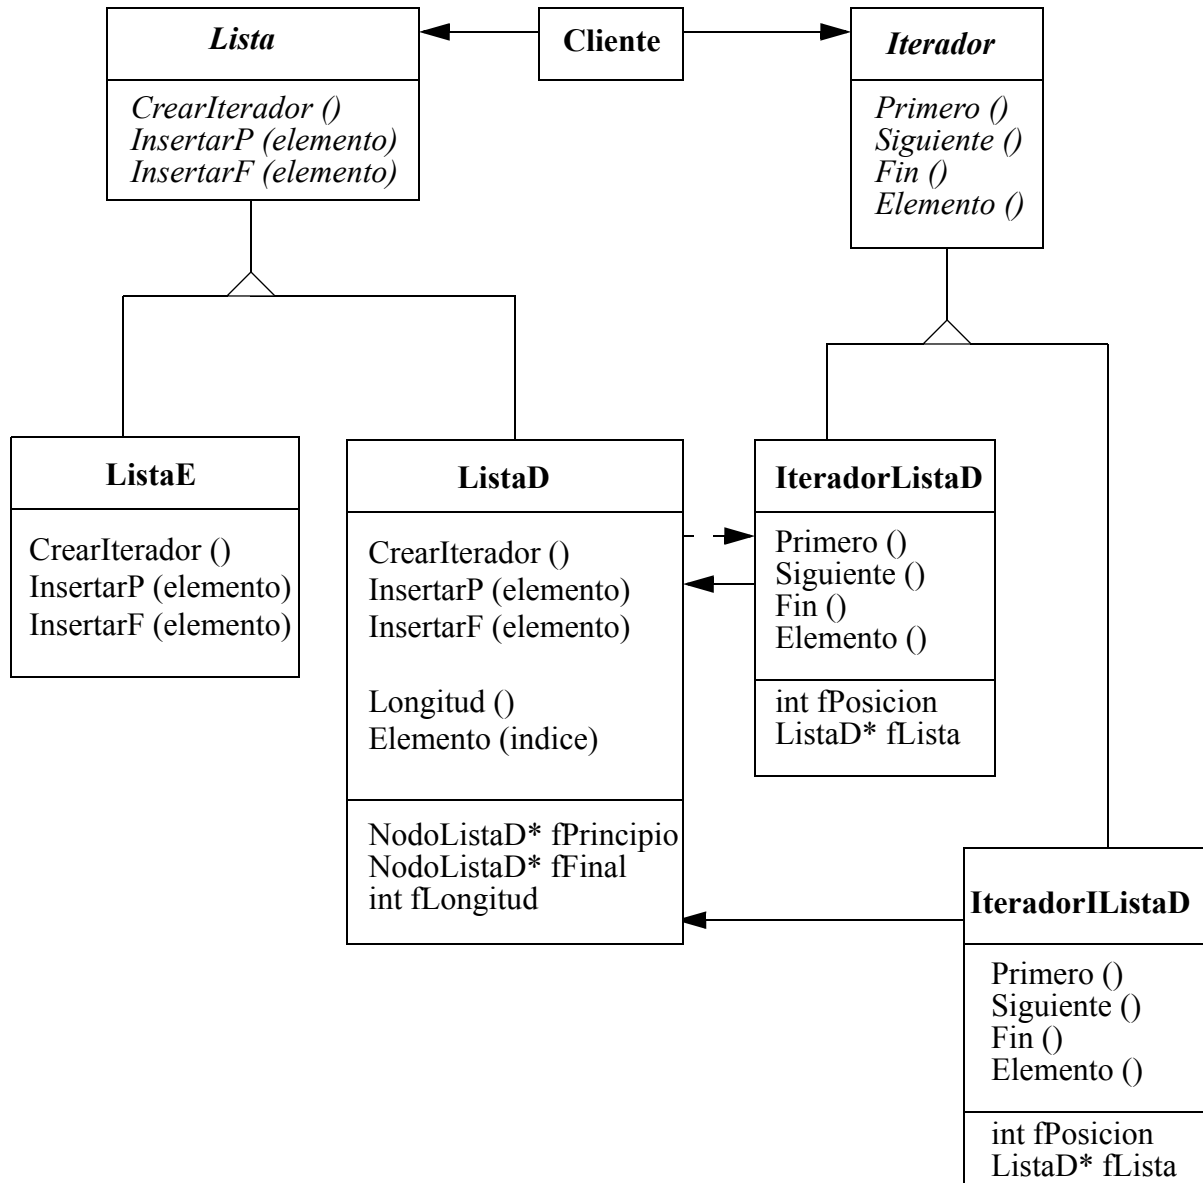 Lista
CrearIterador ()
InsertarP (elemento)
InsertarF (elemento)
Cliente
Iterador
Primero ()
Siguiente ()
Fin ()
Elemento ()
ListaE
CrearIterador ()
InsertarP (elemento)
InsertarF (elemento)
ListaD
CrearIterador ()
InsertarP (elemento)
InsertarF (elemento)
Longitud ()
Elemento (indice)
NodoListaD* fPrincipio
NodoListaD* fFinal
int fLongitud
IteradorListaD
Primero ()
Siguiente ()
Fin ()
Elemento ()
int fPosicion
ListaD* fLista
IteradorIListaD
Primero ()
Siguiente ()
Fin ()
Elemento ()
int fPosicion
ListaD* fLista